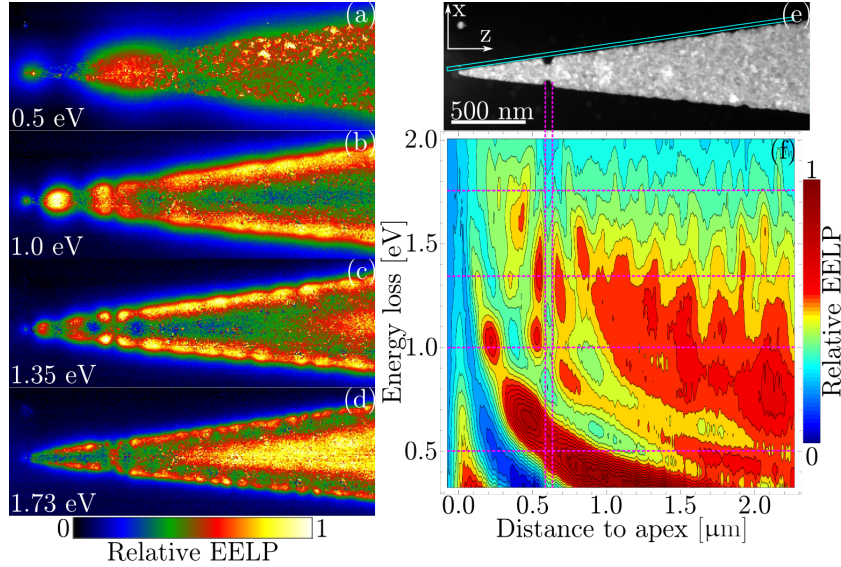 (a)
0.5 eV
(b)
1.0 eV
(c)
1.35 eV
(d)
1.73 eV
0
1
Relative EELP
x
z
(e)
500 nm
(f)
2.0
1.5
1.0
0.5
Energy loss [eV]
0.0
0.5
1.0
1.5
2.0
Distance to apex [μm]
1
0
Relative EELP